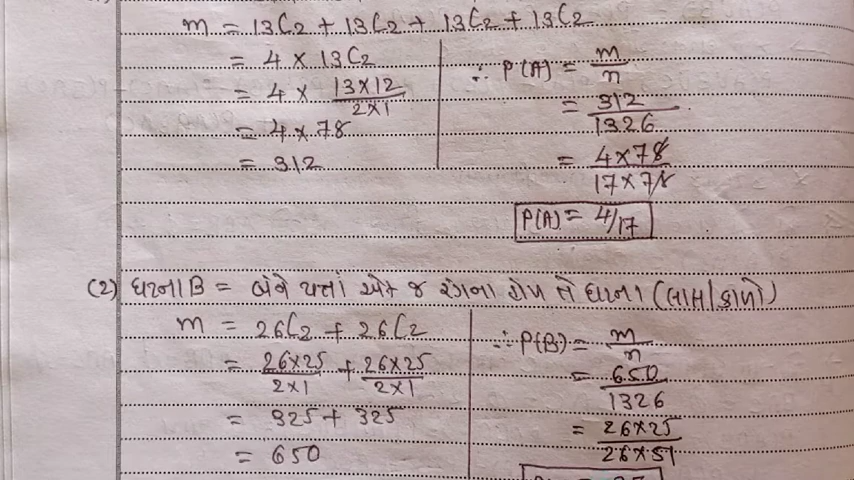 m = 13C2 + 13C2 + 13C2 + 13C2
= 4 × 13C2
= 4 × 13×12/2×1
= 4 × 78
= 312
∴ P(A) = m/n
= 312/1326
= 4×78/17×78
P(A) = 4/17
(2) ઘટના B = બંને પત્તાં એક જ રંગના હોય તે ઘટના (લાલ/કાળો)
m = 26C2 + 26C2
= 26×25/2×1 + 26×25/2×1
= 325 + 325
= 650
∴ P(B) = m/n
= 650/1326
= 26×25/26×51